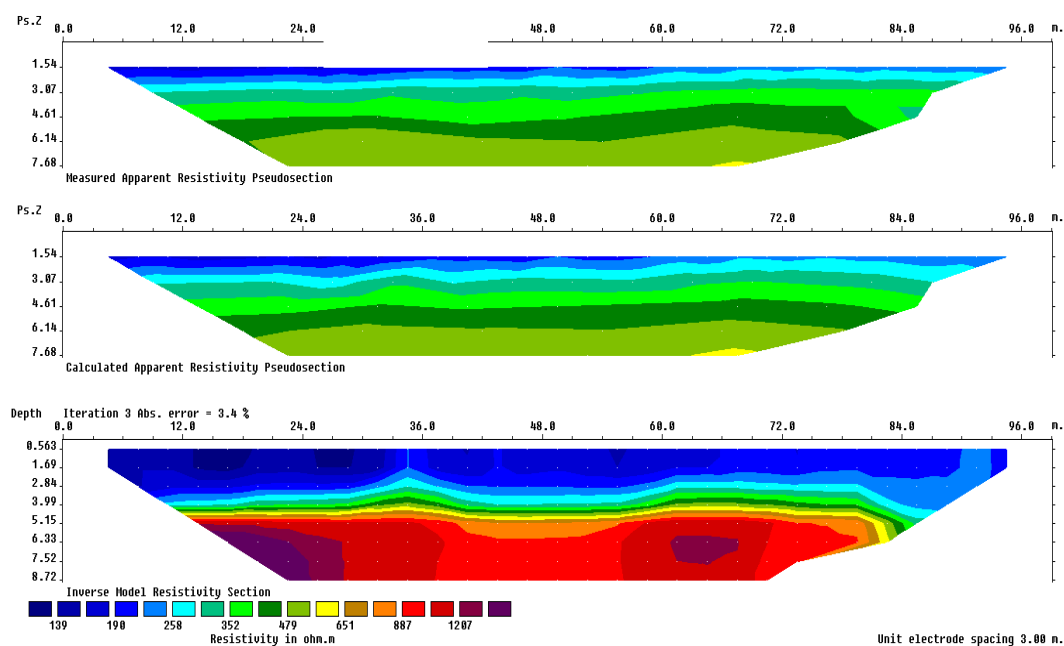 Ps.Z 0.0 12.0 24.0 48.0 60.0 72.0 84.0 96.0 m.
1.54
3.07
4.61
6.14
7.68
Measured Apparent Resistivity Pseudosection
Ps.Z 0.0 12.0 24.0 36.0 48.0 60.0 72.0 84.0 96.0 m.
1.54
3.07
4.61
6.14
7.68
Calculated Apparent Resistivity Pseudosection
Depth Iteration 3 Abs. error = 3.4 %
0.0 12.0 24.0 36.0 48.0 60.0 72.0 84.0 96.0 m.
0.563
1.69
2.84
3.99
5.15
6.33
7.52
8.72
Inverse Model Resistivity Section
139 190 258 352 479 651 887 1207
Resistivity in ohm.m Unit electrode spacing 3.00 m.